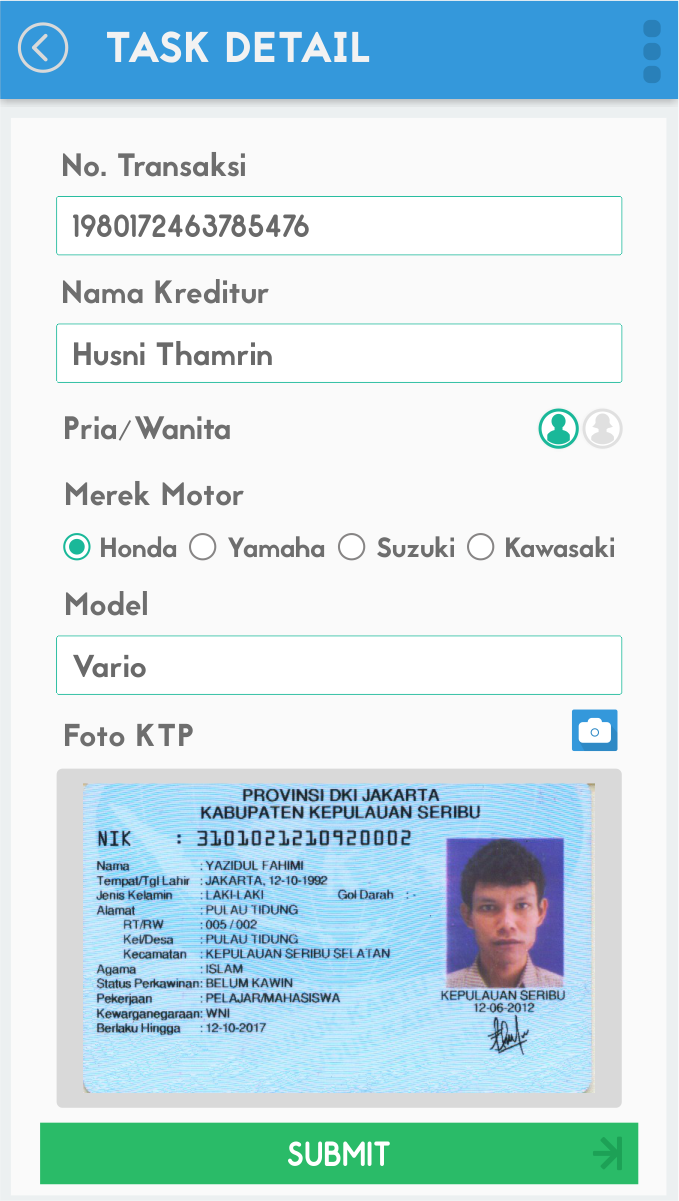 TASK DETAIL
No. Transaksi
1980172463785476
Nama Kreditur
Husni Thamrin
Pria/Wanita
Merek Motor
Honda Yamaha Suzuki Kawasaki
Model
Vario
Foto KTP
PROVINSI DKI JAKARTA
KABUPATEN KEPULAUAN SERIBU
NIK : 3101021210920002
Nama : YAZIDUL FAHIMI
Tempat/Tgl Lahir : JAKARTA, 12-10-1992
Jenis Kelamin : LAKI-LAKI Gol Darah : -
Alamat : PULAU TIDUNG
RT/RW : 005 / 002
Kel/Desa : PULAU TIDUNG
Kecamatan : KEPULAUAN SERIBU SELATAN
Agama : ISLAM
Status Perkawinan: BELUM KAWIN
Pekerjaan : PELAJAR/MAHASISWA
Kewarganegaraan: WNI
Berlaku Hingga : 12-10-2017
KEPULAUAN SERIBU
12-06-2012
SUBMIT